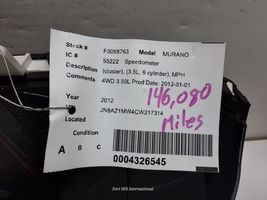 Stock # F0068763 Model MURANO
IC # 55222 Speedometer
Description (cluster), (3.5L, 6 cylinder), MPH
Comments 4WD 3.50L Prod Date:2012-01-01
Year 2012
JN8AZ1MW4CW217314
Located
Condition
146,080
Miles
A B C
0004326545
Fort Hill International